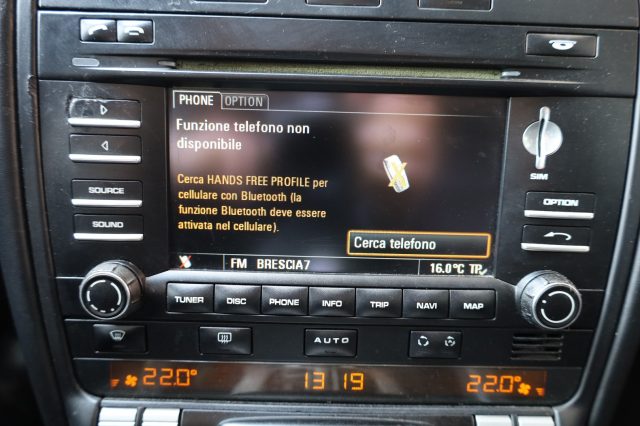 PHONE OPTION
Funzione telefono non
disponibile
Cerca HANDS FREE PROFILE per
cellulare con Bluetooth (la
funzione Bluetooth deve essere
attivata nel cellulare).
Cerca telefono
FM BRESCIA7 16.0°C TP
SOURCE
SOUND
SIM
OPTION
TUNER DISC PHONE INFO TRIP NAVI MAP
AUTO
22.0° 13 19 22.0°